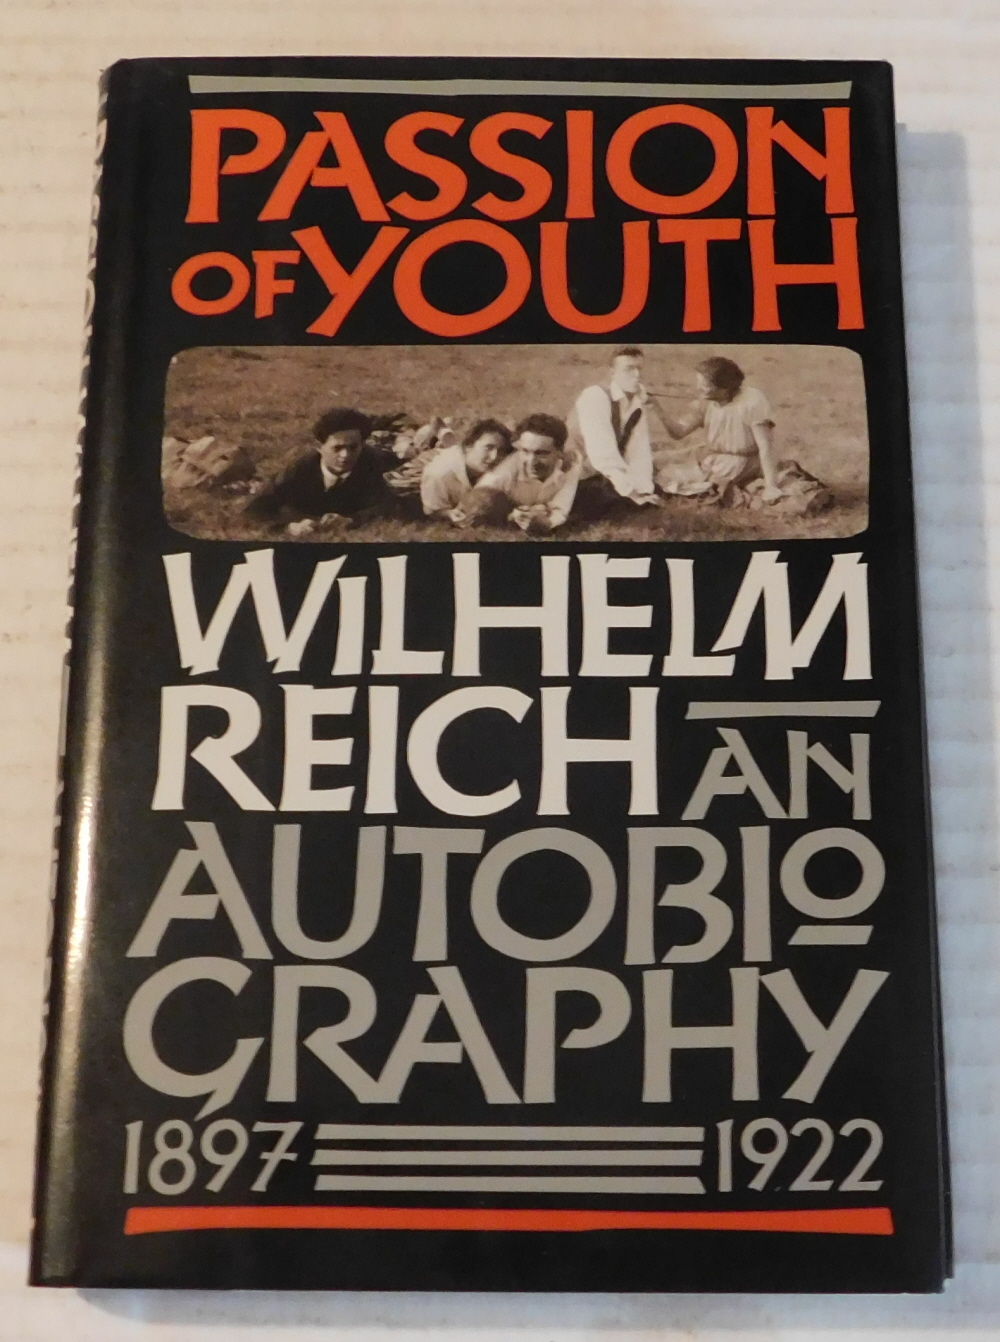 PASSION
OF YOUTH
WILHELM
REICH AN
AUTOBIO
GRAPHY
1897 1922